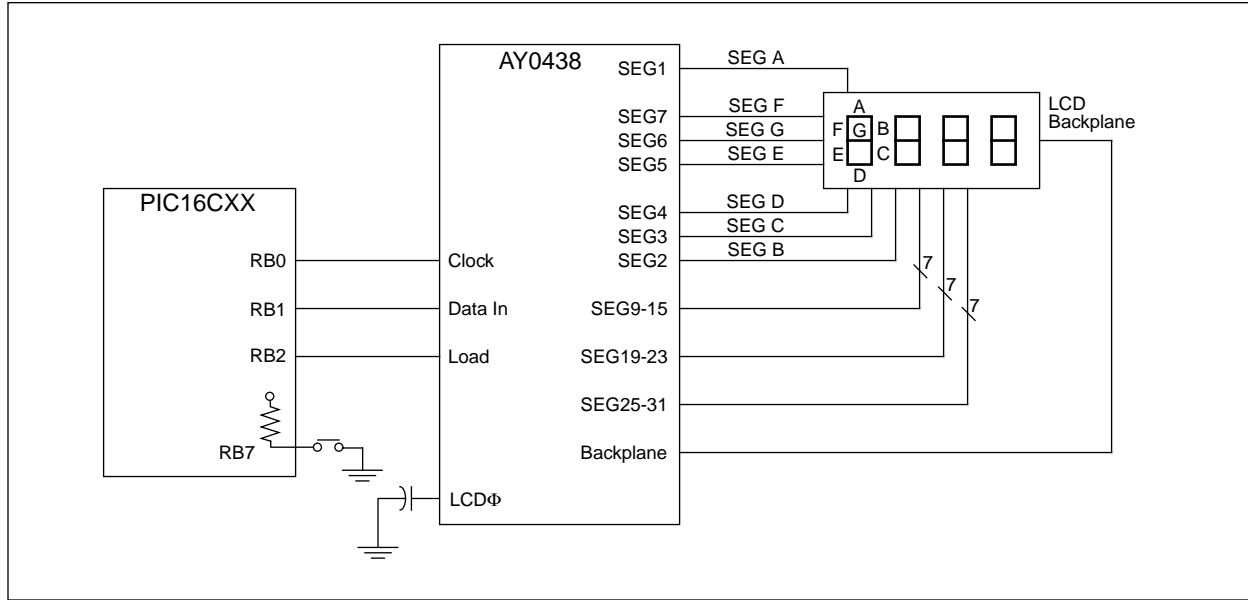 AY0438
SEG1
SEG A
SEG7
SEG F
SEG6
SEG G
SEG5
SEG E
SEG4
SEG D
SEG3
SEG C
SEG2
SEG B
SEG9-15
SEG19-23
SEG25-31
Backplane
Clock
Data In
Load
LCDΦ
PIC16CXX
RB0
RB1
RB2
RB7
LCD
Backplane
A
F G B
E C
D
7
7
7